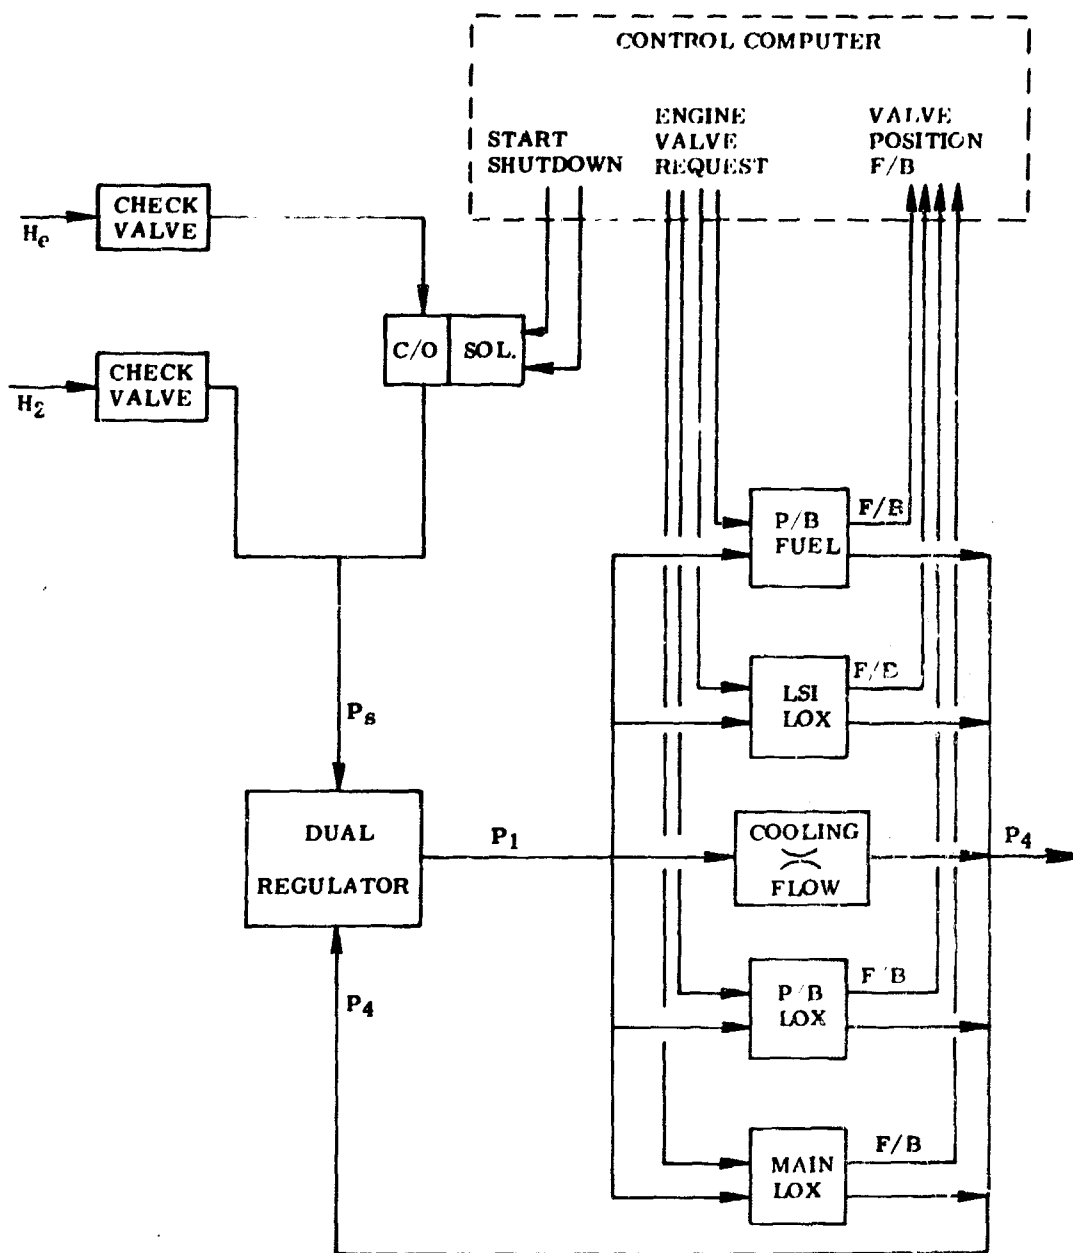 CONTROL COMPUTER
START
SHUTDOWN
ENGINE
VALVE
REQUEST
VALVE
POSITION
F/B
CHECK
VALVE
He
C/O
SOL.
CHECK
VALVE
H2
P/B
FUEL
F/B
LSI
LOX
F/B
Ps
DUAL
REGULATOR
P1
COOLING
FLOW
P4
P4
P/B
LOX
F/B
MAIN
LOX
F/B